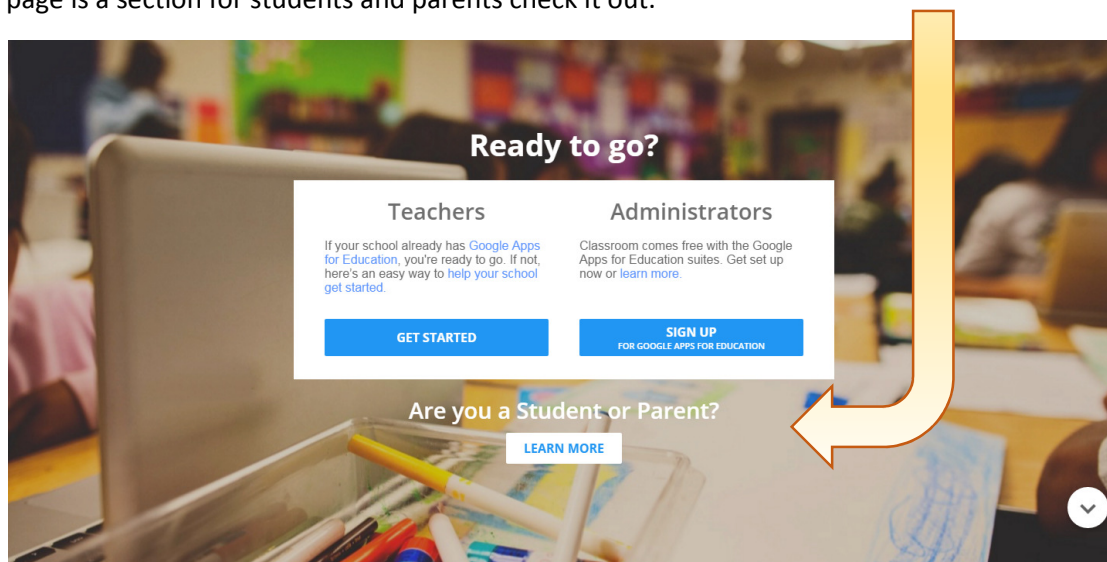 page is a section for students and parents check it out.
Ready to go?
Teachers
If your school already has Google Apps
for Education, you're ready to go. If not,
here's an easy way to help your school
get started.
GET STARTED
Administrators
Classroom comes free with the Google
Apps for Education suites. Get set up
now or learn more.
SIGN UP
FOR GOOGLE APPS FOR EDUCATION
Are you a Student or Parent?
LEARN MORE